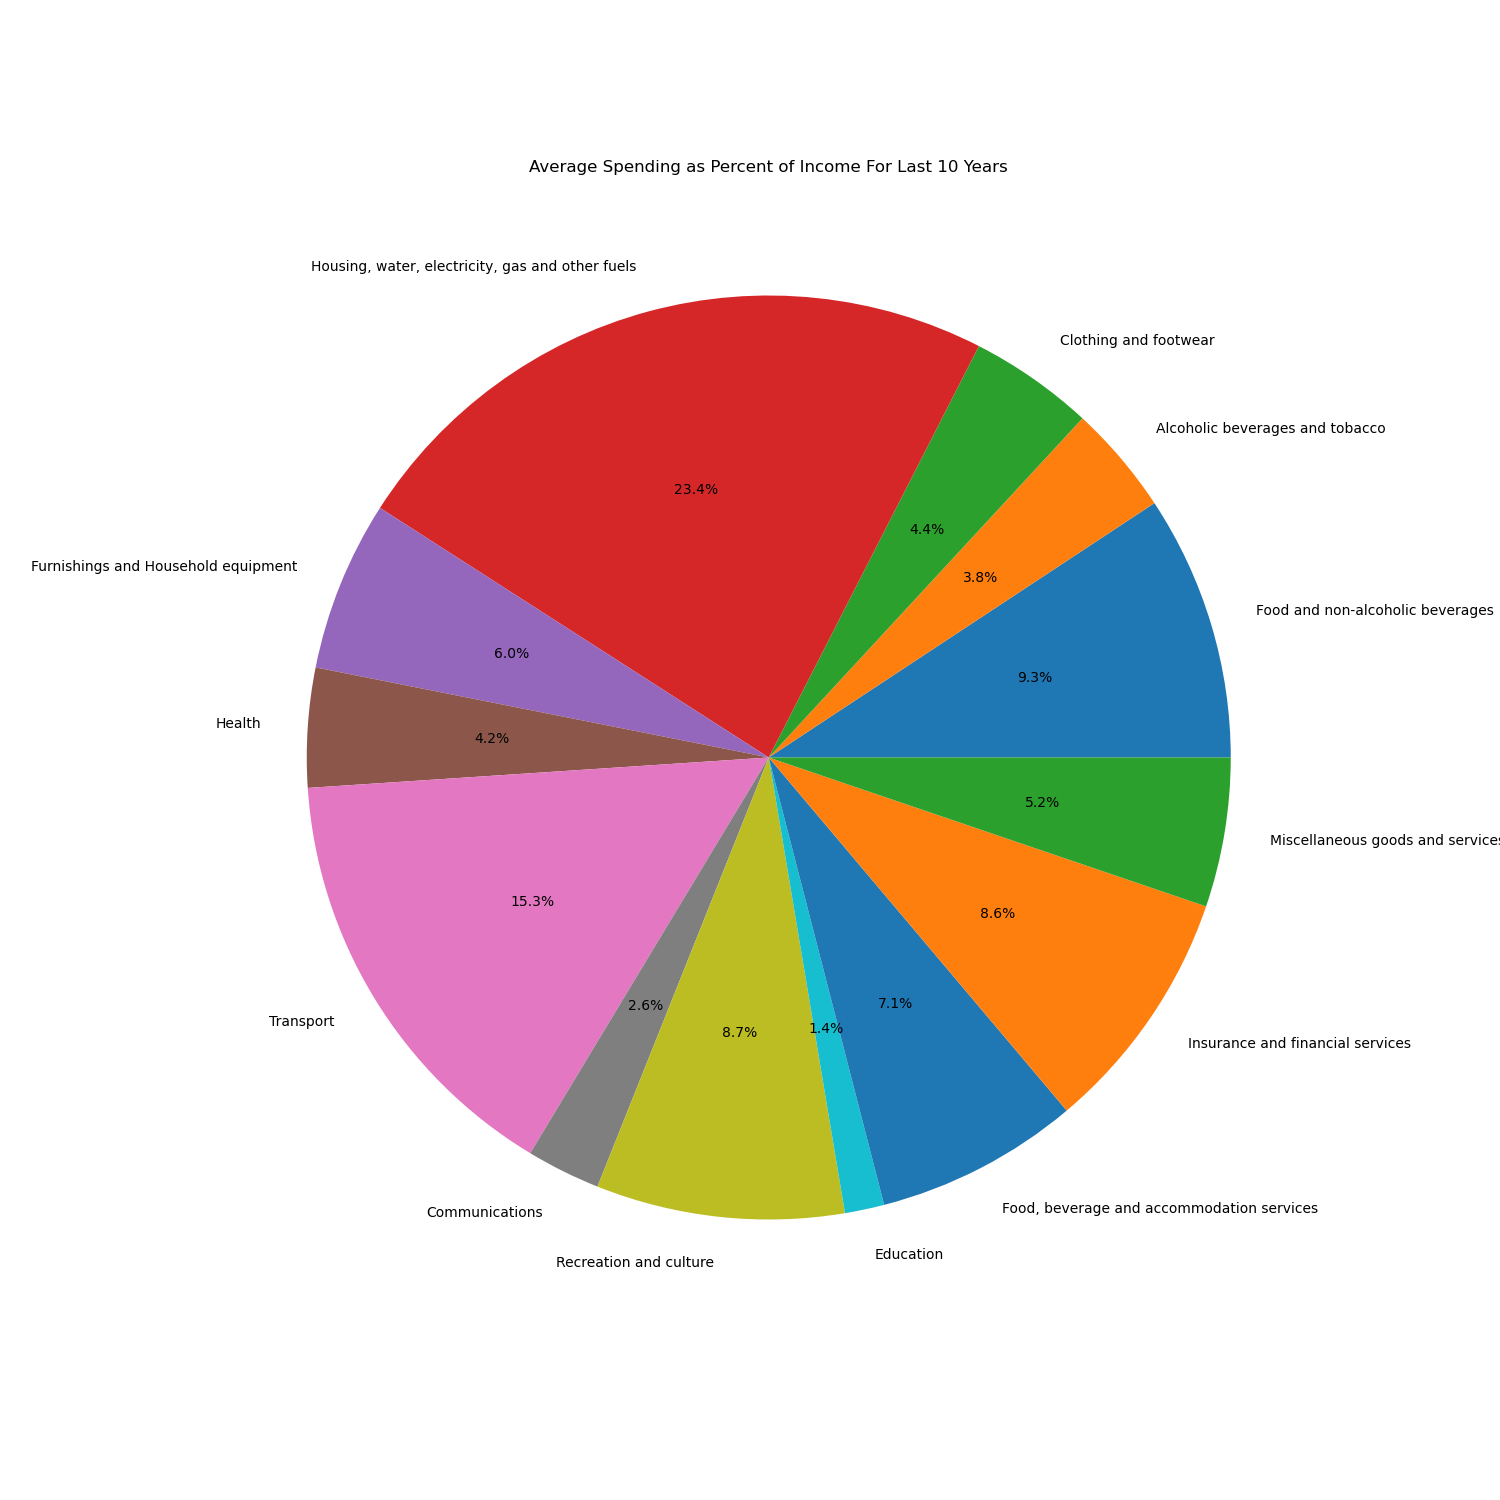 Average Spending as Percent of Income For Last 10 Years
Housing, water, electricity, gas and other fuels
Clothing and footwear
Alcoholic beverages and tobacco
23.4%
4.4%
Furnishings and Household equipment
3.8%
Food and non-alcoholic beverages
6.0%
9.3%
Health
4.2%
5.2%
Miscellaneous goods and services
15.3%
8.6%
Transport
2.6%
7.1%
8.7%
1.4%
Insurance and financial services
Communications
Food, beverage and accommodation services
Recreation and culture
Education